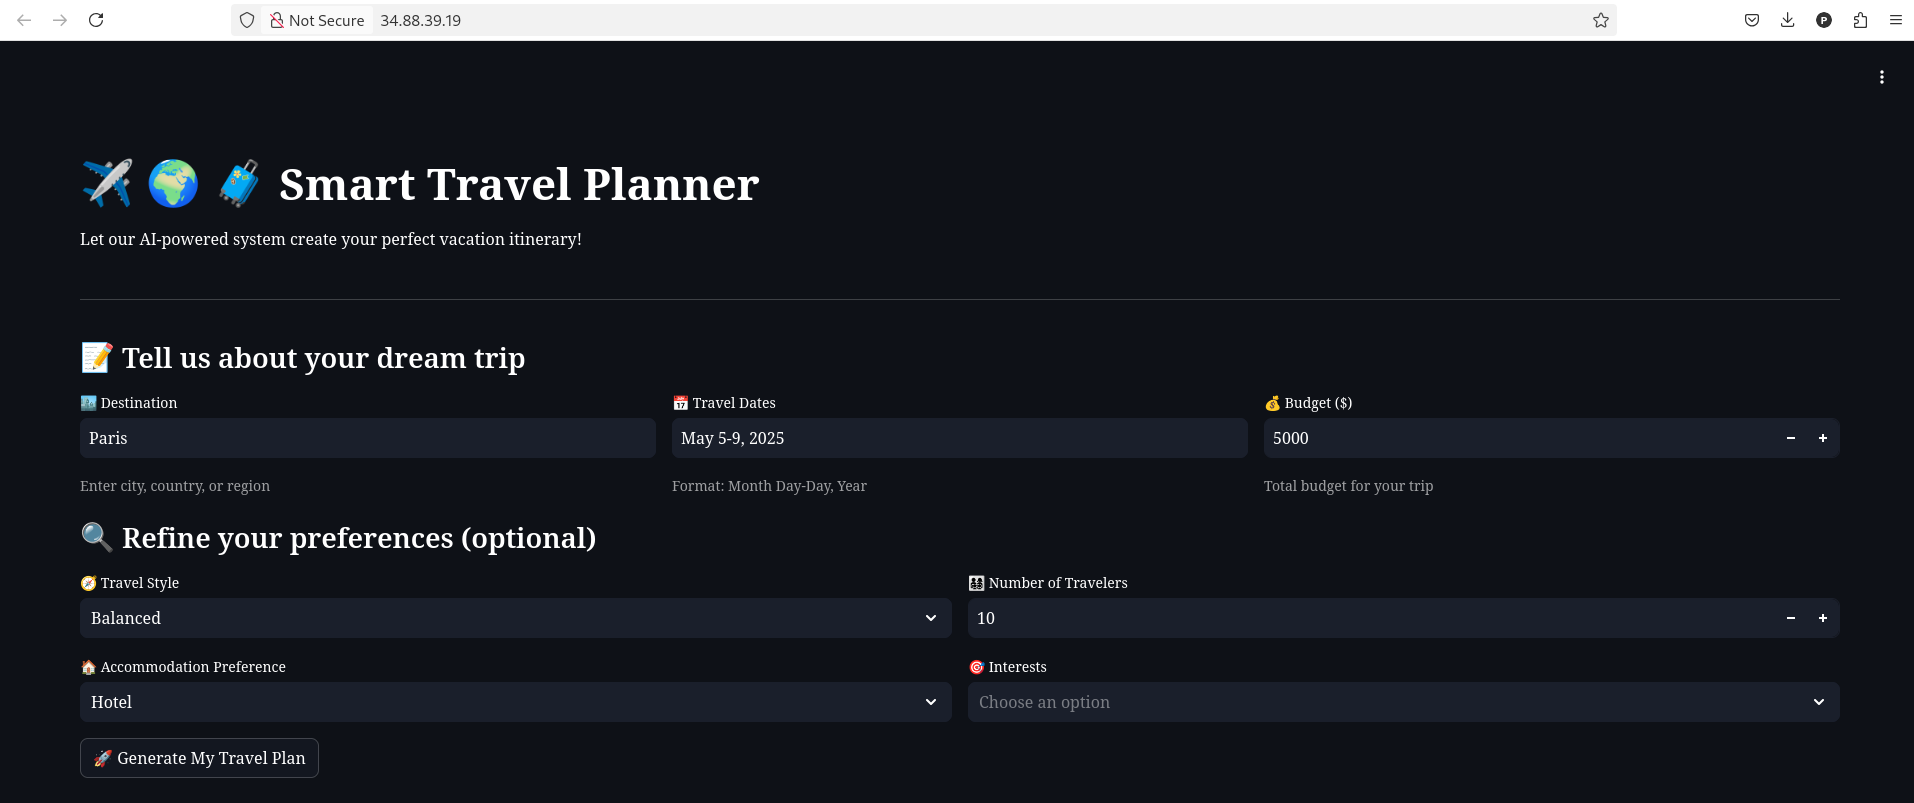 Not Secure 34.88.39.19
Smart Travel Planner
Let our AI-powered system create your perfect vacation itinerary!
Tell us about your dream trip
Destination Travel Dates Budget ($)
Paris May 5-9, 2025 5000
Enter city, country, or region Format: Month Day-Day, Year Total budget for your trip
Refine your preferences (optional)
Travel Style Number of Travelers
Balanced 10
Accommodation Preference Interests
Hotel Choose an option
Generate My Travel Plan